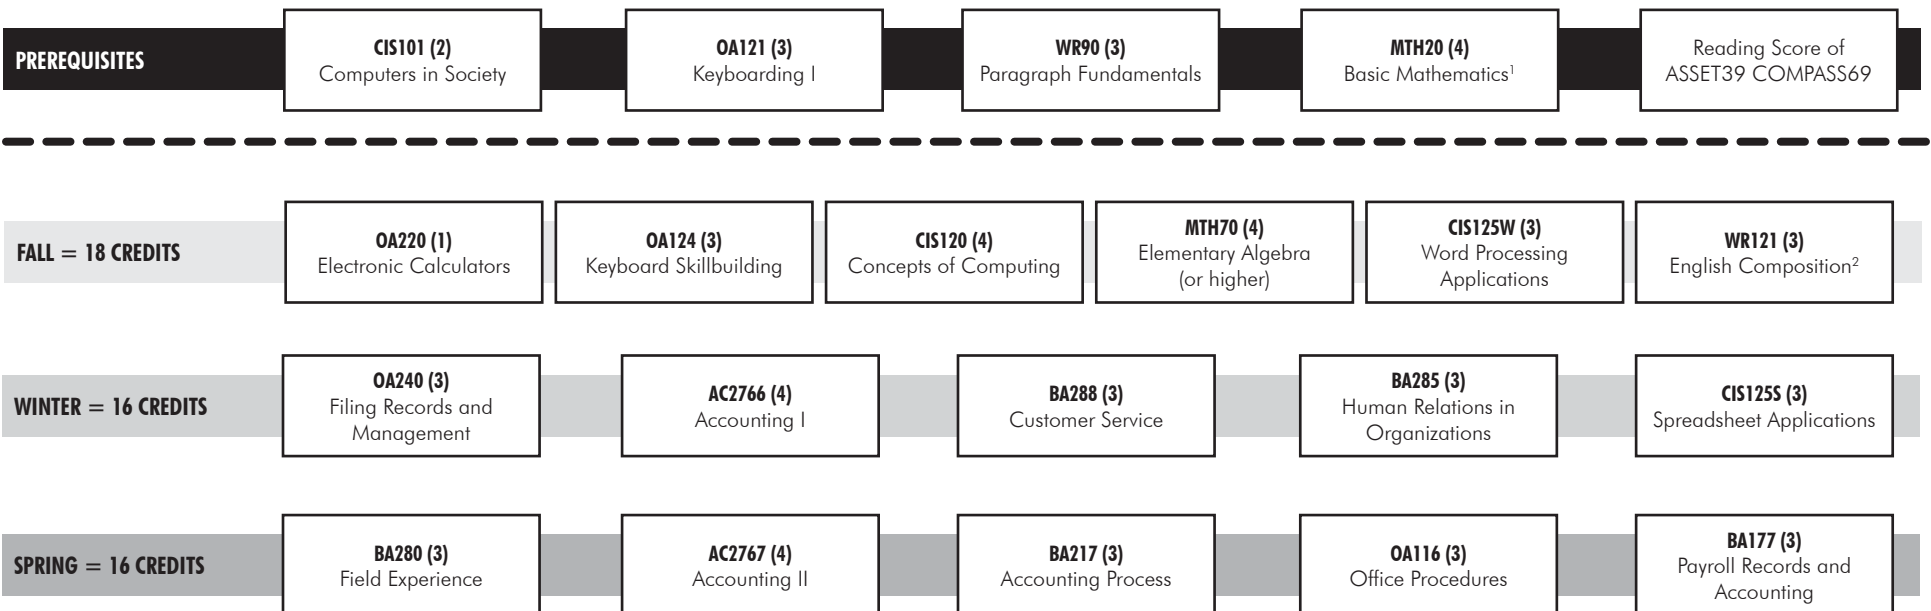 PREREQUISITES
CIS101 (2)
Computers in Society
OA121 (3)
Keyboarding I
WR90 (3)
Paragraph Fundamentals
MTH20 (4)
Basic Mathematics¹
Reading Score of
ASSET39 COMPASS69
FALL = 18 CREDITS
OA220 (1)
Electronic Calculators
OA124 (3)
Keyboard Skillbuilding
CIS120 (4)
Concepts of Computing
MTH70 (4)
Elementary Algebra
(or higher)
CIS125W (3)
Word Processing
Applications
WR121 (3)
English Composition²
WINTER = 16 CREDITS
OA240 (3)
Filing Records and
Management
AC2766 (4)
Accounting I
BA288 (3)
Customer Service
BA285 (3)
Human Relations in
Organizations
CIS125S (3)
Spreadsheet Applications
SPRING = 16 CREDITS
BA280 (3)
Field Experience
AC2767 (4)
Accounting II
BA217 (3)
Accounting Process
OA116 (3)
Office Procedures
BA177 (3)
Payroll Records and
Accounting